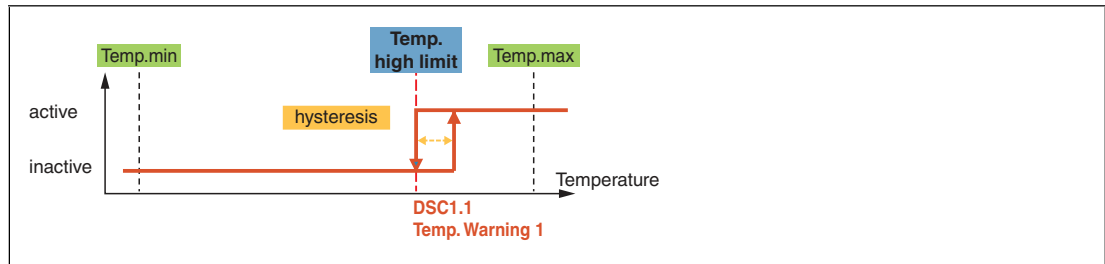 Temp.
high limit
Temp.min
Temp.max
active
hysteresis
inactive
Temperature
DSC1.1
Temp. Warning 1